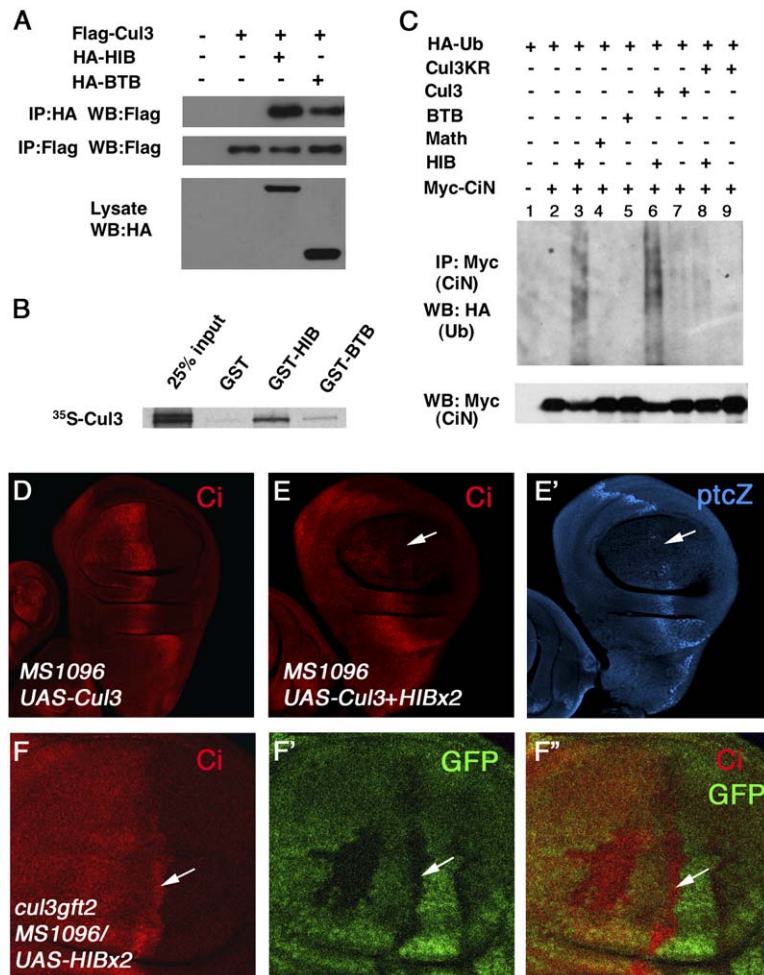 A
Flag-Cul3 - + + +
HA-HIB - - + -
HA-BTB - - - +
IP:HA WB:Flag
IP:Flag WB:Flag
Lysate
WB:HA
B
25% input
GST
GST-HIB
GST-BTB
35S-Cul3
C
HA-Ub + + + + + + + + +
Cul3KR - - - - - - - + +
Cul3 - - - - - + + - -
BTB - - - - + - - - -
Math - - - + - - - - -
HIB - - + - - + - + -
Myc-CiN - + + + + + + + +
1 2 3 4 5 6 7 8 9
IP: Myc
(CiN)
WB: HA
(Ub)
WB: Myc
(CiN)
D Ci
MS1096
UAS-Cul3
E Ci
MS1096
UAS-Cul3+HIBx2
E' ptcZ
F Ci
cul3gft2
MS1096/
UAS-HIBx2
F' GFP
F" Ci
GFP